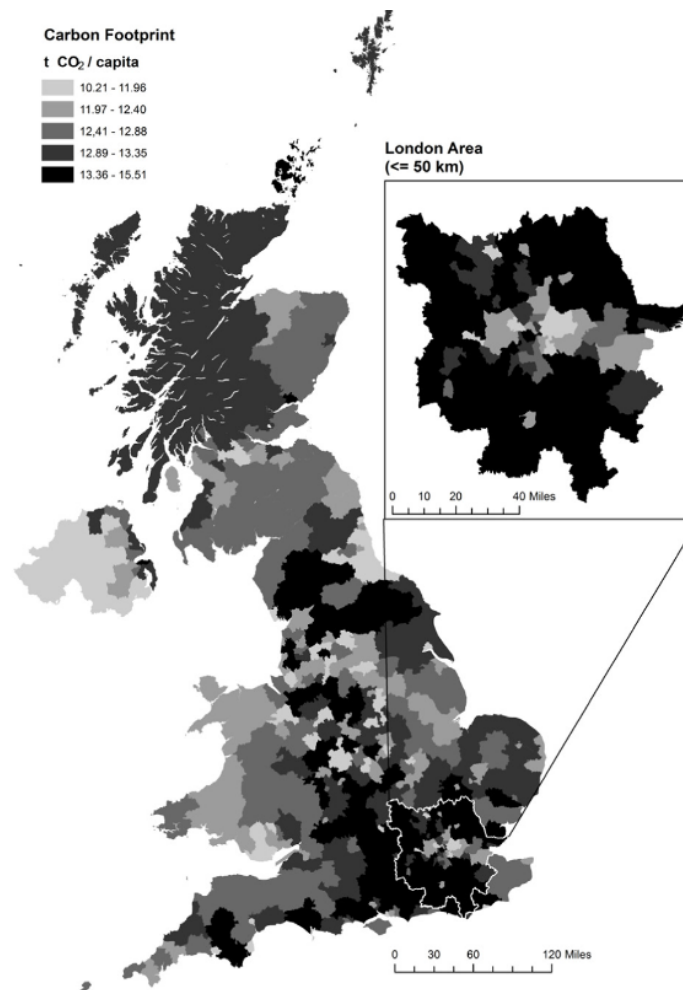 Carbon Footprint
t CO₂ / capita
10.21 - 11.96
11.97 - 12.40
12,41 - 12.88
12.89 - 13.35
13.36 - 15.51
London Area
(<= 50 km)
0 10 20 40 Miles
0 30 60 120 Miles